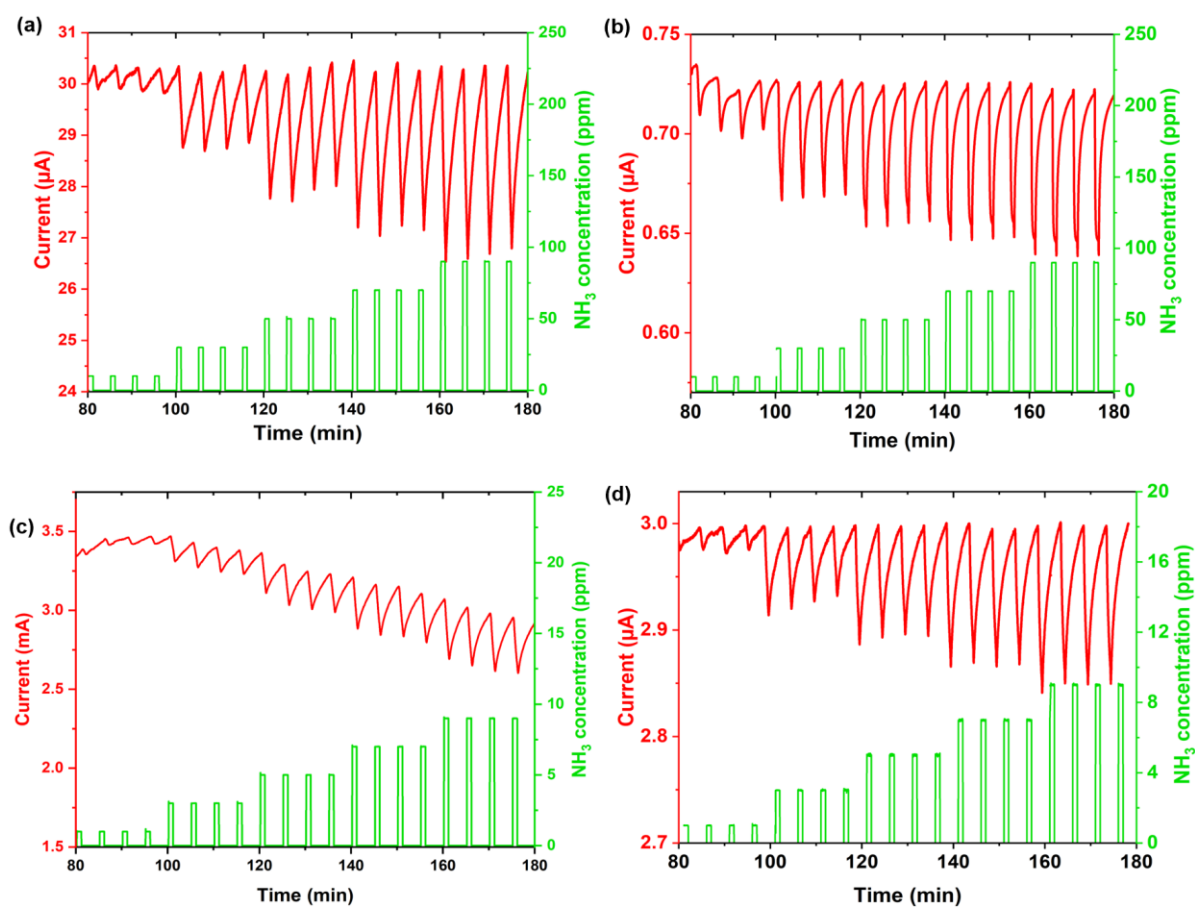 (a)
31
30
29
28
27
26
25
24
Current (µA)
250
200
150
100
50
0
NH3 concentration (ppm)
80 100 120 140 160 180
Time (min)
(b)
0.75
0.70
0.65
0.60
Current (µA)
250
200
150
100
50
0
NH3 concentration (ppm)
80 100 120 140 160 180
Time (min)
(c)
3.5
3.0
2.5
2.0
1.5
Current (mA)
25
20
15
10
5
0
NH3 concentration (ppm)
80 100 120 140 160 180
Time (min)
(d)
3.0
2.9
2.8
2.7
Current (µA)
20
16
12
8
4
0
NH3 concentration (ppm)
80 100 120 140 160 180
Time (min)